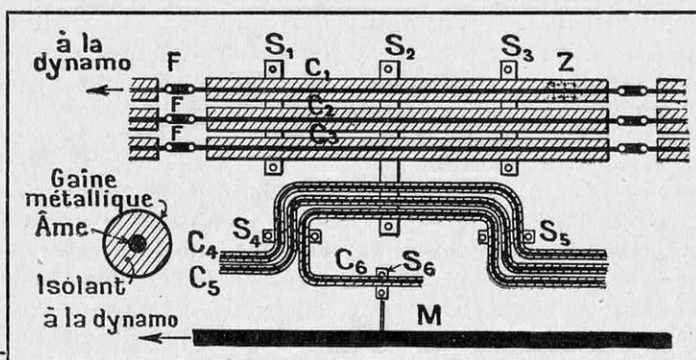 à la
dynamo
F
S1
S2
S3
C1
Z
F
C2
F
C3
Gaîne
métallique
Âme
Isolant
S4
C4
C5
C6
S6
S5
à la dynamo
M